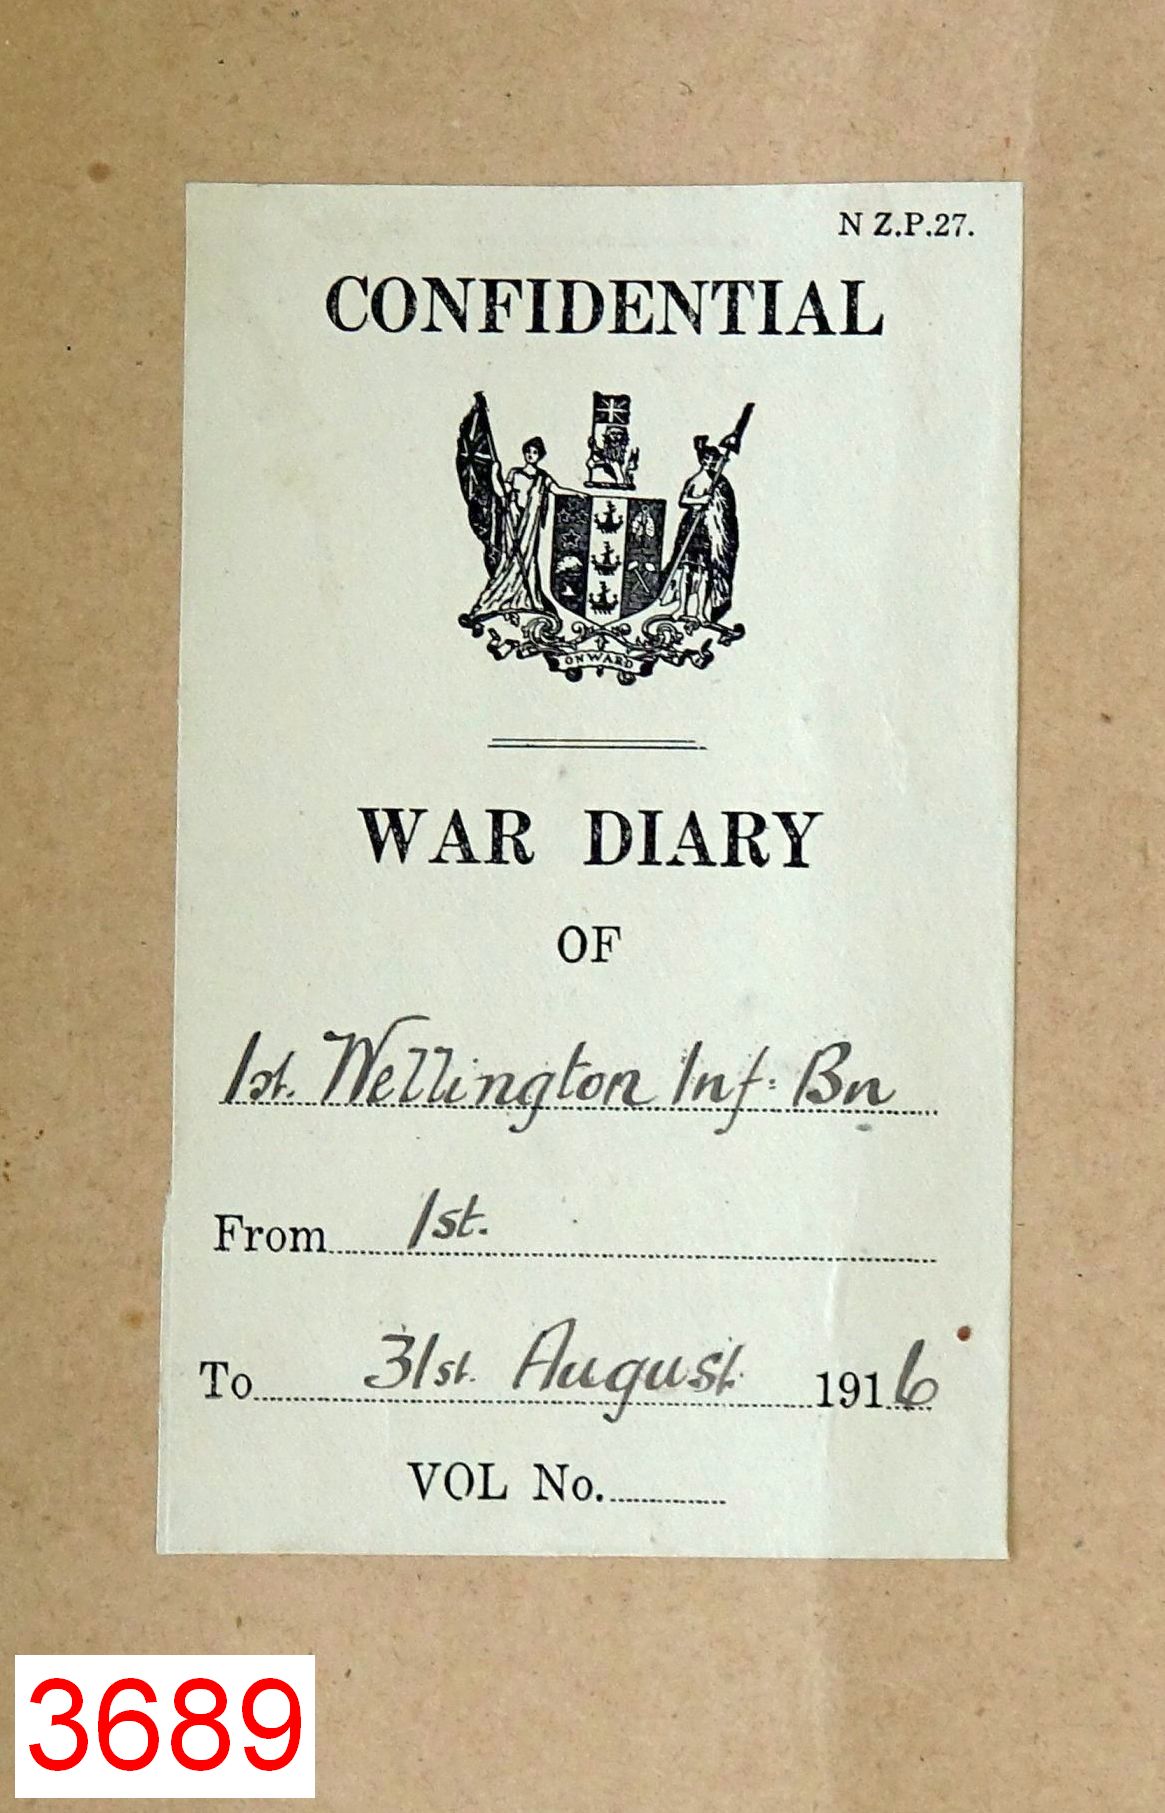 N Z.P.27.
CONFIDENTIAL
ONWARD
WAR DIARY
OF
1st. Wellington Inf: Bn
From 1st.
To 31st. August 1916
VOL No.
3689